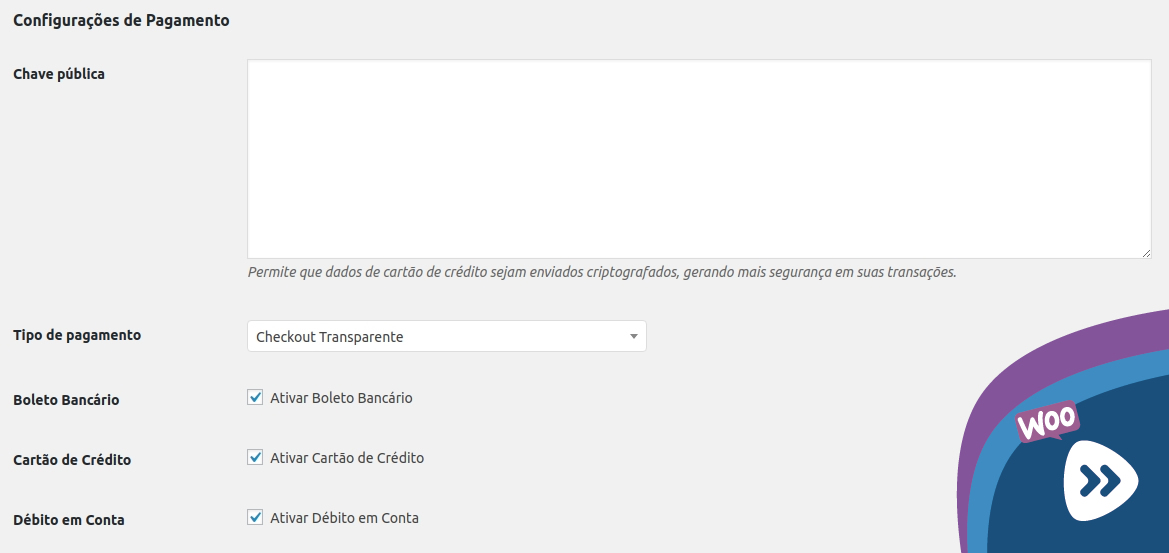 Configurações de Pagamento
Chave pública
Permite que dados de cartão de crédito sejam enviados criptografados, gerando mais segurança em suas transações.
Tipo de pagamento Checkout Transparente
Boleto Bancário Ativar Boleto Bancário
Cartão de Crédito Ativar Cartão de Crédito
Woo
Débito em Conta Ativar Débito em Conta